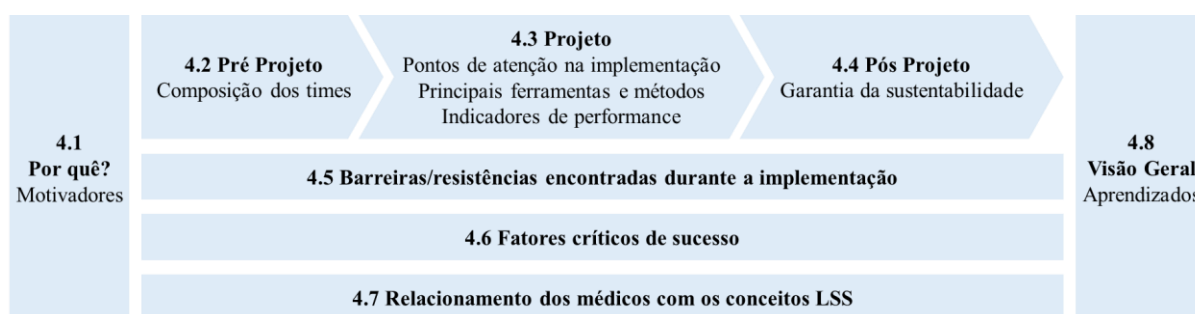 4.1
Por quê?
Motivadores
4.2 Pré Projeto
Composição dos times
4.3 Projeto
Pontos de atenção na implementação
Principais ferramentas e métodos
Indicadores de performance
4.4 Pós Projeto
Garantia da sustentabilidade
4.5 Barreiras/resistências encontradas durante a implementação
4.6 Fatores críticos de sucesso
4.7 Relacionamento dos médicos com os conceitos LSS
4.8
Visão Geral
Aprendizados